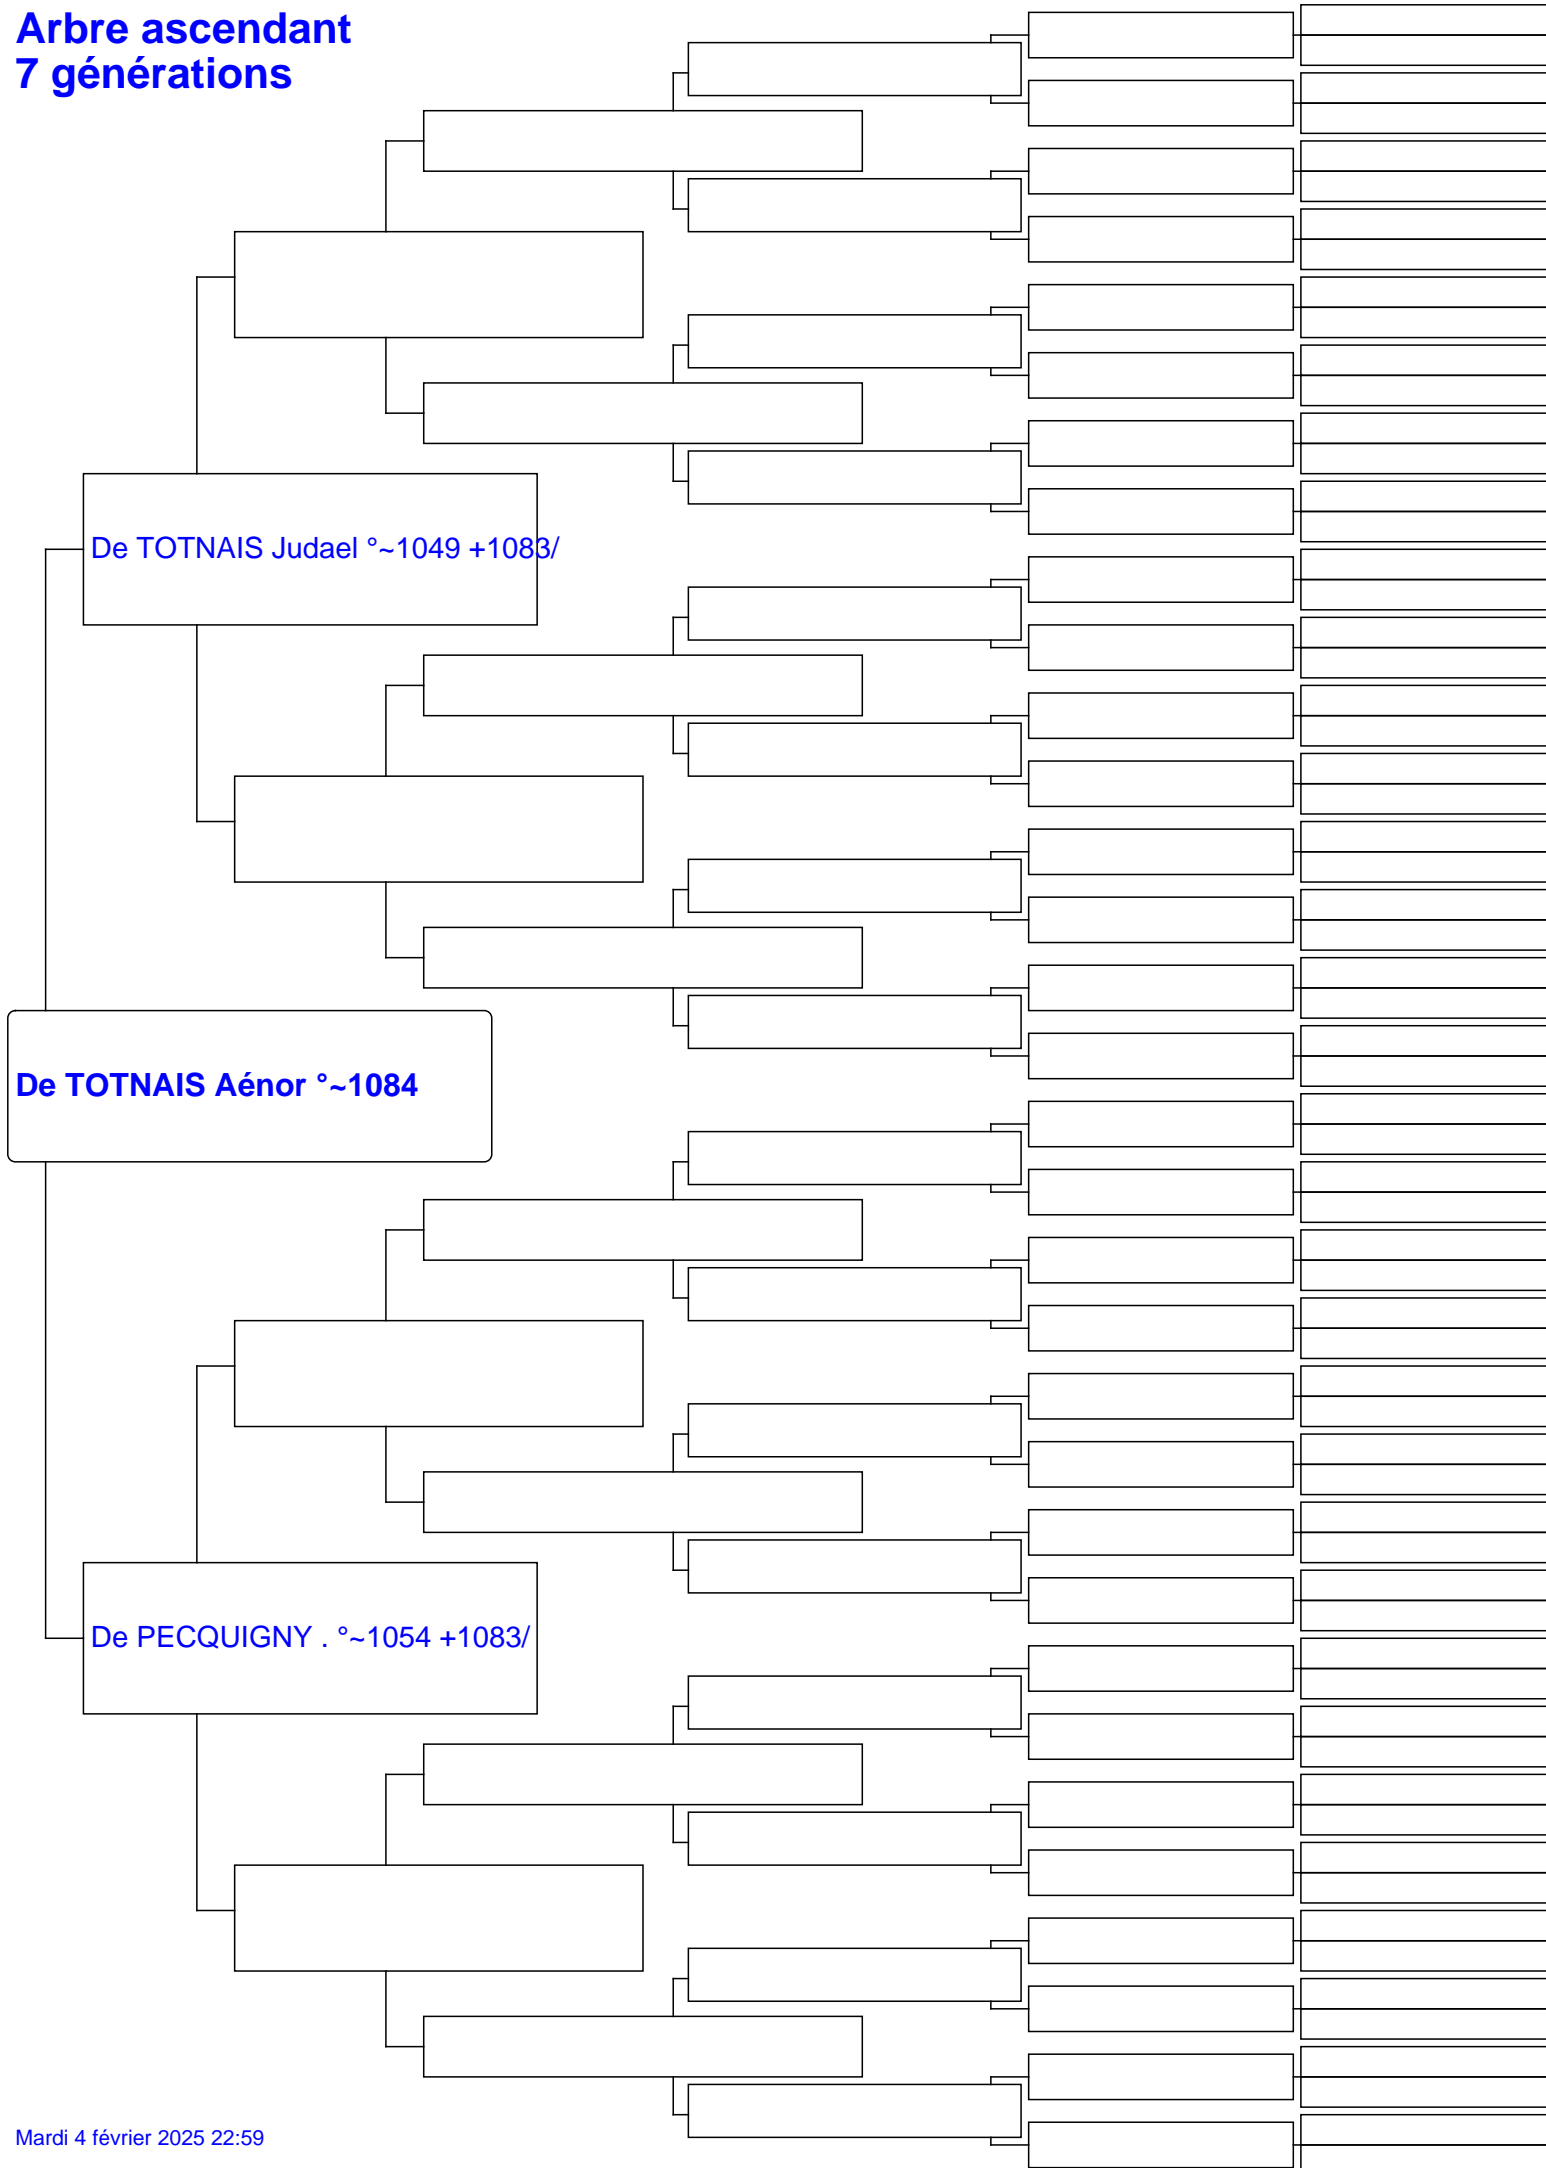 Arbre ascendant
7 générations
De TOTNAIS Judael °~1049 +1083/
De TOTNAIS Aénor °~1084
De PECQUIGNY . °~1054 +1083/
Mardi 4 février 2025 22:59